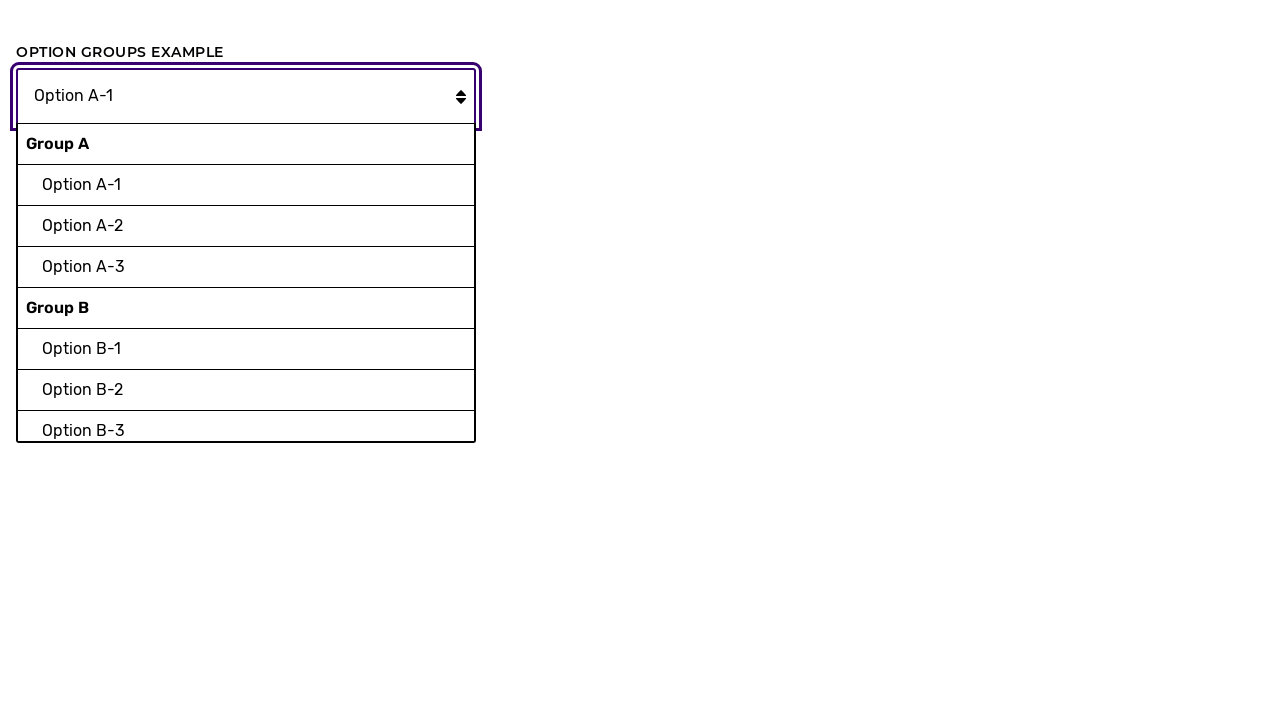 OPTION GROUPS EXAMPLE
Option A-1
Group A
Option A-1
Option A-2
Option A-3
Group B
Option B-1
Option B-2
Option B-3